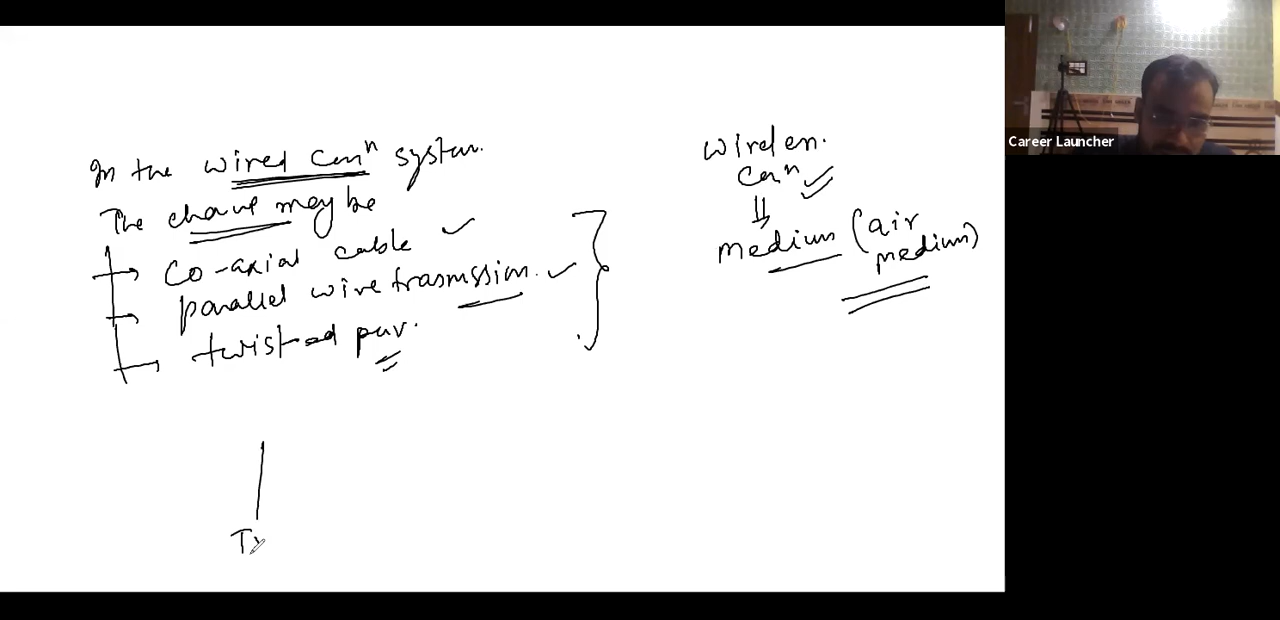 In the wired comⁿ system.
The channel may be
co-axial cable
parallel wire trasmssion.
twisted pair.
wireless.
comⁿ
medium (air
medium)
Tx
Career Launcher